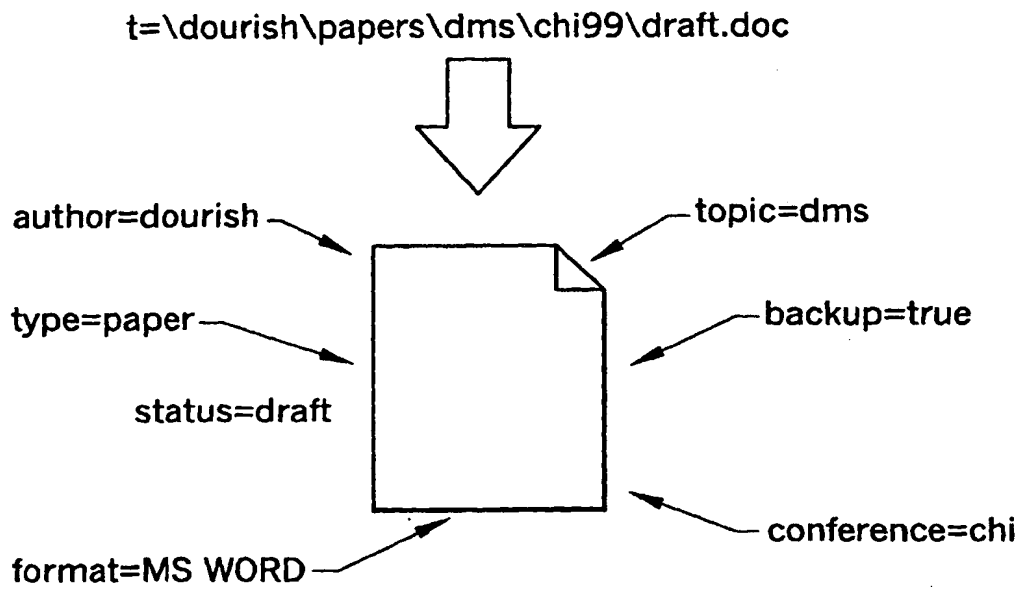 t=\dourish\papers\dms\chi99\draft.doc
author=dourish
topic=dms
type=paper
backup=true
status=draft
conference=chi
format=MS WORD